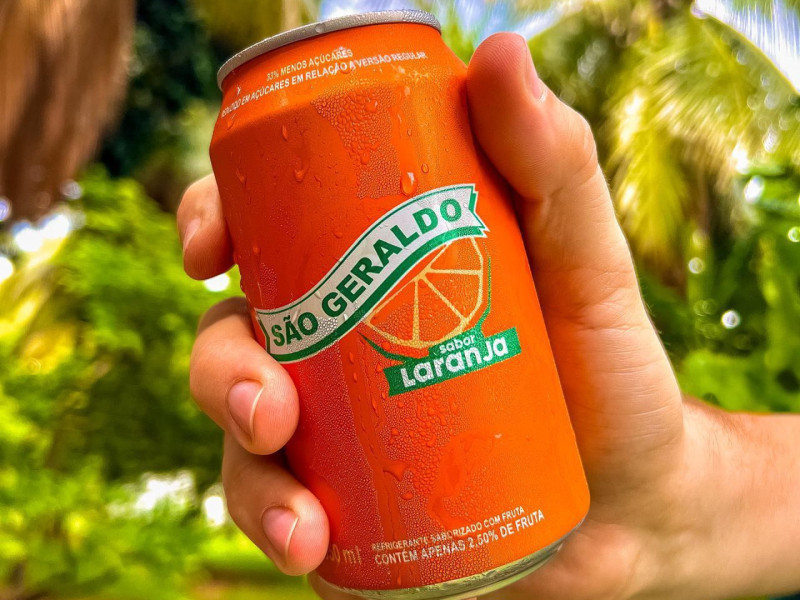 33% MENOS AÇÚCARES
EM AÇÚCARES EM RELAÇÃO A VERSÃO REGULAR
SÃO GERALDO
sabor
Laranja
ml
REFRIGERANTE SABORIZADO COM FRUTA
CONTÉM APENAS 2,50% DE FRUTA